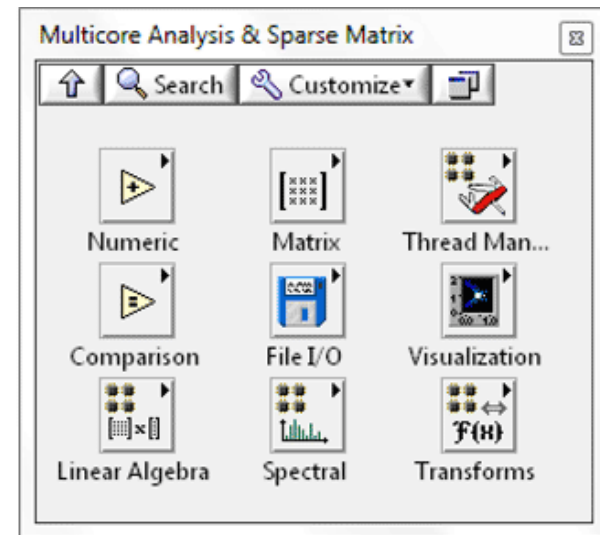 Multicore Analysis & Sparse Matrix
Search Customize
Numeric Matrix Thread Man...
Comparison File I/O Visualization
Linear Algebra Spectral Transforms
F(x)